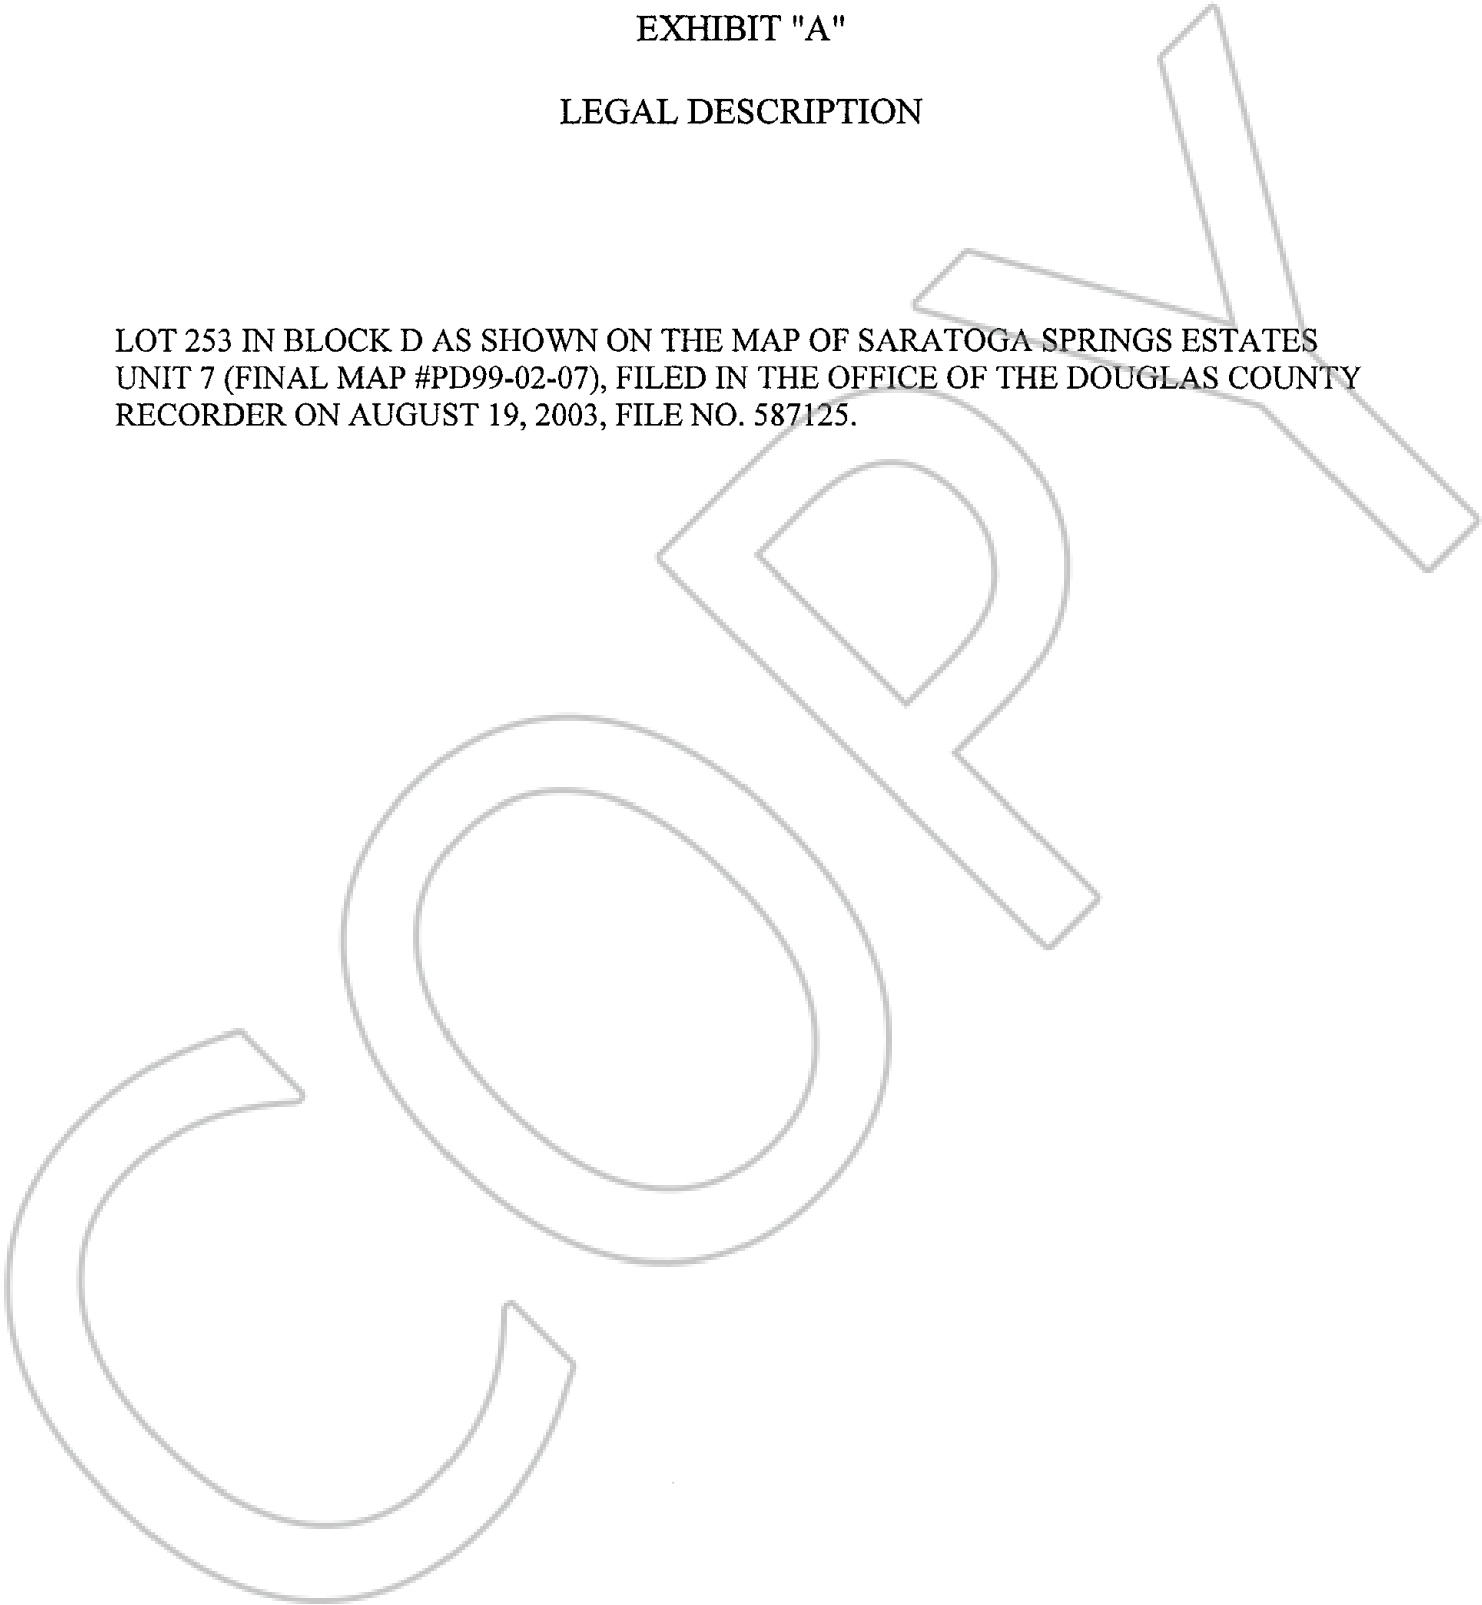 EXHIBIT "A"
LEGAL DESCRIPTION
LOT 253 IN BLOCK D AS SHOWN ON THE MAP OF SARATOGA SPRINGS ESTATES
UNIT 7 (FINAL MAP #PD99-02-07), FILED IN THE OFFICE OF THE DOUGLAS COUNTY
RECORDER ON AUGUST 19, 2003, FILE NO. 587125.
COPY